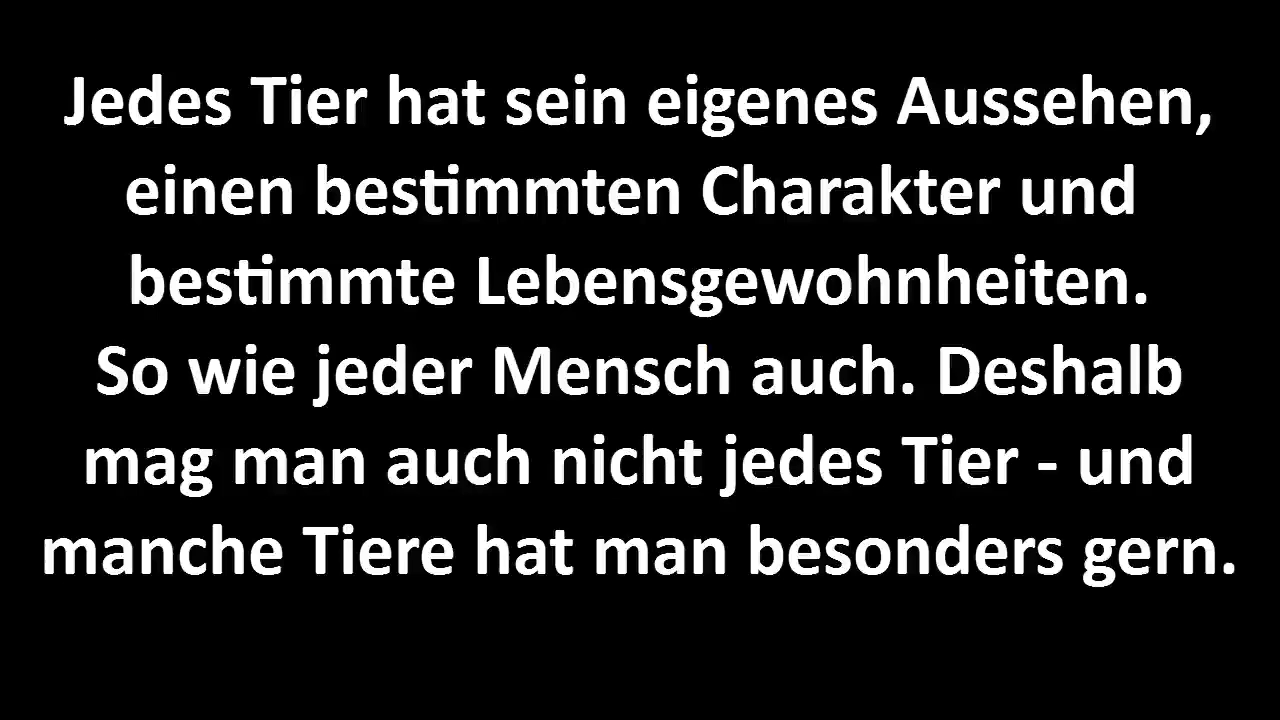 Jedes Tier hat sein eigenes Aussehen,
einen bestimmten Charakter und
bestimmte Lebensgewohnheiten.
So wie jeder Mensch auch. Deshalb
mag man auch nicht jedes Tier - und
manche Tiere hat man besonders gern.